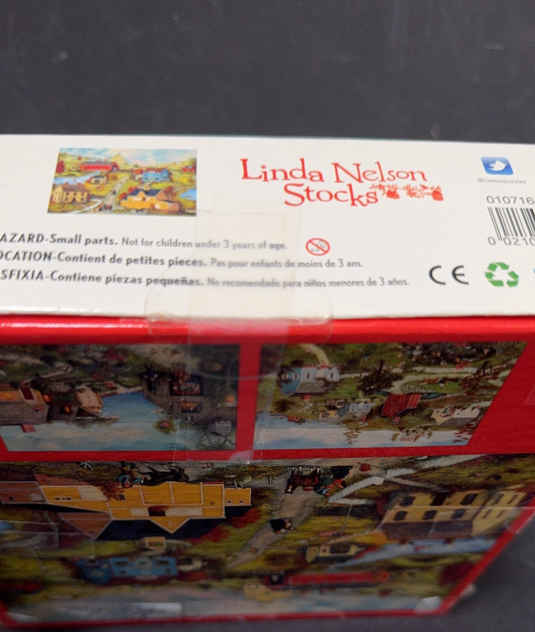 Linda Nelson
Stocks
010716
0 0210
AZARD-Small parts. Not for children under 3 years of age.
OCATION-Contient de petites pieces. Pas pour enfants de moins de 3 ans.
SFIXIA-Contiene piezas pequeñas. No recomendado para niños menores de 3 años.
CE